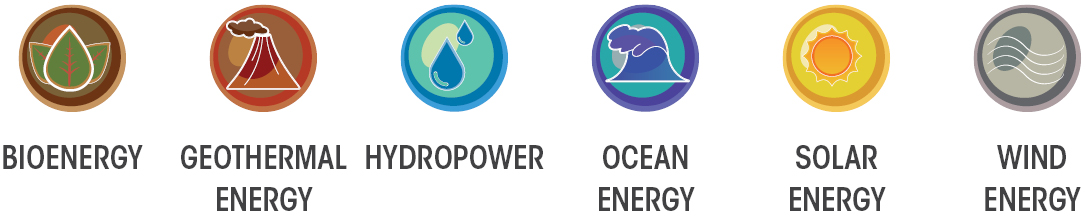 BIOENERGY
GEOTHERMAL
ENERGY
HYDROPOWER
OCEAN
ENERGY
SOLAR
ENERGY
WIND
ENERGY